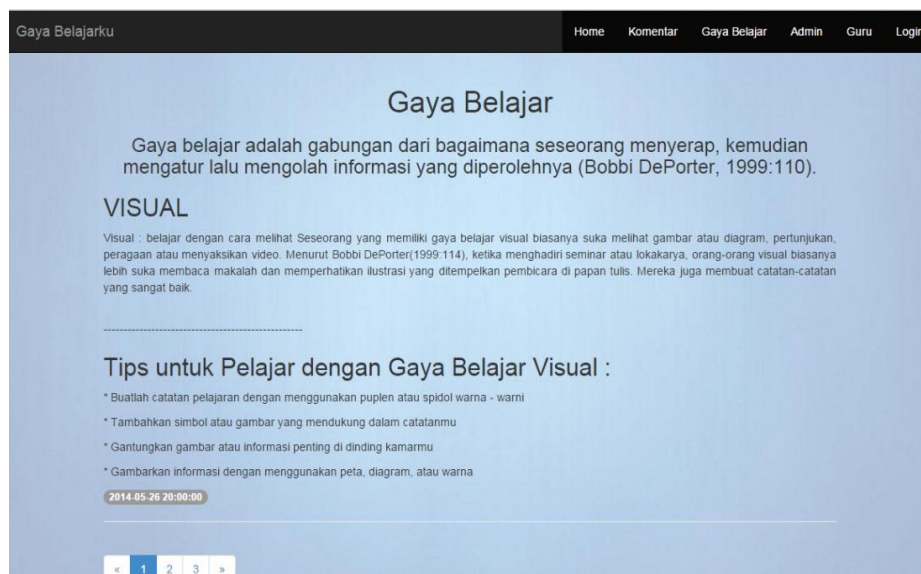 Gaya Belajarku Home Komentar Gaya Belajar Admin Guru Login
Gaya Belajar
Gaya belajar adalah gabungan dari bagaimana seseorang menyerap, kemudian
mengatur lalu mengolah informasi yang diperolehnya (Bobbi DePorter, 1999:110).
VISUAL
Visual : belajar dengan cara melihat Seseorang yang memiliki gaya belajar visual biasanya suka melihat gambar atau diagram, pertunjukan,
peragaan atau menyaksikan video. Menurut Bobbi DePorter(1999:114), ketika menghadiri seminar atau lokakarya, orang-orang visual biasanya
lebih suka membaca makalah dan memperhatikan ilustrasi yang ditempelkan pembicara di papan tulis. Mereka juga membuat catatan-catatan
yang sangat baik.
--------------------------------------------------
Tips untuk Pelajar dengan Gaya Belajar Visual :
* Buatlah catatan pelajaran dengan menggunakan puplen atau spidol warna - warni
* Tambahkan simbol atau gambar yang mendukung dalam catatanmu
* Gantungkan gambar atau informasi penting di dinding kamarmu
* Gambarkan informasi dengan menggunakan peta, diagram, atau warna
2014-05-26 20:00:00
« 1 2 3 »